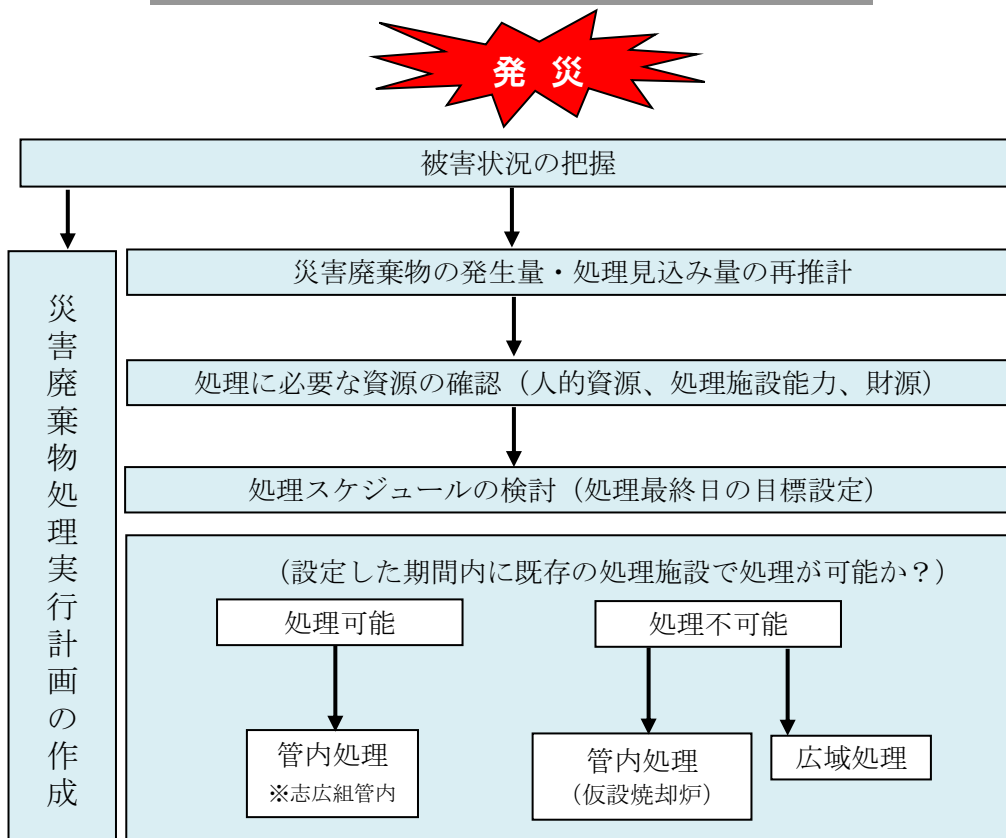 発 災
被害状況の把握
災害廃棄物処理実行計画の作成
災害廃棄物の発生量・処理見込み量の再推計
処理に必要な資源の確認（人的資源、処理施設能力、財源）
処理スケジュールの検討（処理最終日の目標設定）
（設定した期間内に既存の処理施設で処理が可能か？）
処理可能
処理不可能
管内処理
※志広組管内
管内処理
（仮設焼却炉）
広域処理